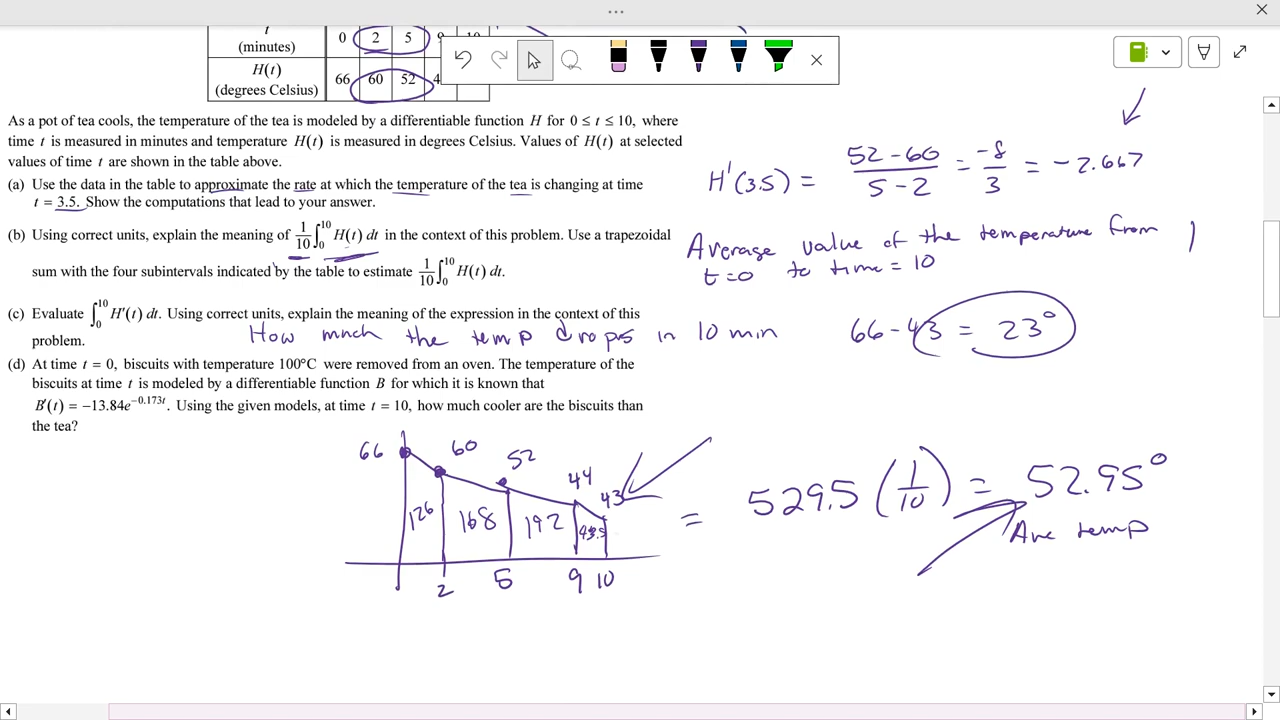 t
(minutes) 0 2 5 9 10
H(t)
(degrees Celsius) 66 60 52 4
As a pot of tea cools, the temperature of the tea is modeled by a differentiable function H for 0 ≤ t ≤ 10, where
time t is measured in minutes and temperature H(t) is measured in degrees Celsius. Values of H(t) at selected
values of time t are shown in the table above.
(a) Use the data in the table to approximate the rate at which the temperature of the tea is changing at time
t = 3.5. Show the computations that lead to your answer.
H'(3.5) = 52-60 / 5-2 = -8/3 = -2.667
(b) Using correct units, explain the meaning of 1/10 ∫₀¹⁰ H(t) dt in the context of this problem. Use a trapezoidal
sum with the four subintervals indicated by the table to estimate 1/10 ∫₀¹⁰ H(t) dt.
Average value of the temperature from
t=0 to time = 10
(c) Evaluate ∫₀¹⁰ H'(t) dt. Using correct units, explain the meaning of the expression in the context of this
problem.
How much the temp drops in 10 min
66-43 = 23°
(d) At time t = 0, biscuits with temperature 100°C were removed from an oven. The temperature of the
biscuits at time t is modeled by a differentiable function B for which it is known that
B'(t) = −13.84e^−0.173t. Using the given models, at time t = 10, how much cooler are the biscuits than
the tea?
66 60 52 44 43
126 168 192 43.5
2 5 9 10
= 529.5 (1/10) = 52.95°
Ave temp